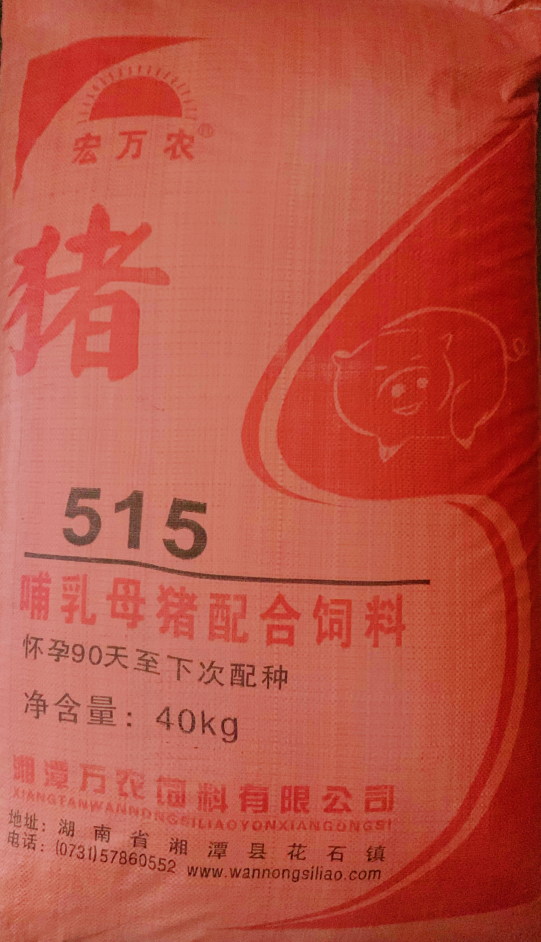 宏万农®
猪
515
哺乳母猪配合饲料
怀孕90天至下次配种
净含量：40kg
湘潭万农饲料有限公司
XIANGTANWANNONGSILIAOYOUXIANGONGSI
地址：湖南省湘潭县花石镇
电话：(0731)57860552 www.wannongsiliao.com